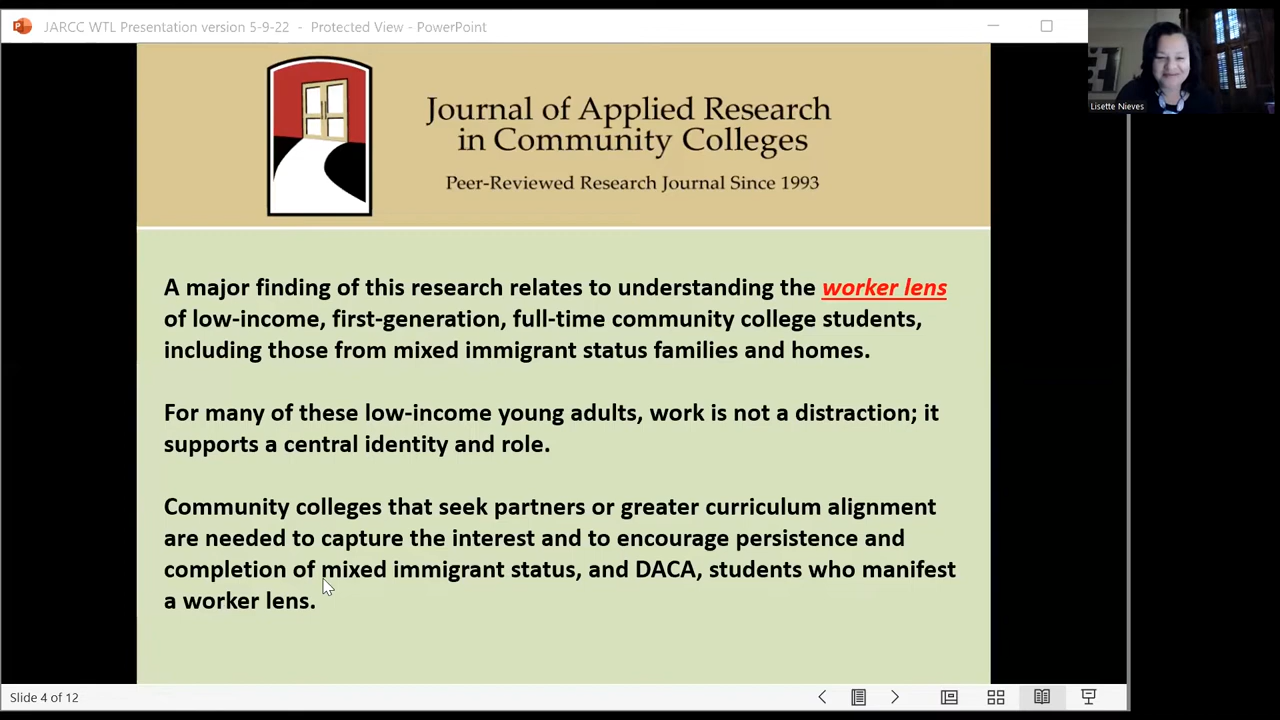 JARCC WTL Presentation version 5-9-22 - Protected View - PowerPoint
Lisette Nieves
Journal of Applied Research
in Community Colleges
Peer-Reviewed Research Journal Since 1993
A major finding of this research relates to understanding the worker lens
of low-income, first-generation, full-time community college students,
including those from mixed immigrant status families and homes.
For many of these low-income young adults, work is not a distraction; it
supports a central identity and role.
Community colleges that seek partners or greater curriculum alignment
are needed to capture the interest and to encourage persistence and
completion of mixed immigrant status, and DACA, students who manifest
a worker lens.
Slide 4 of 12